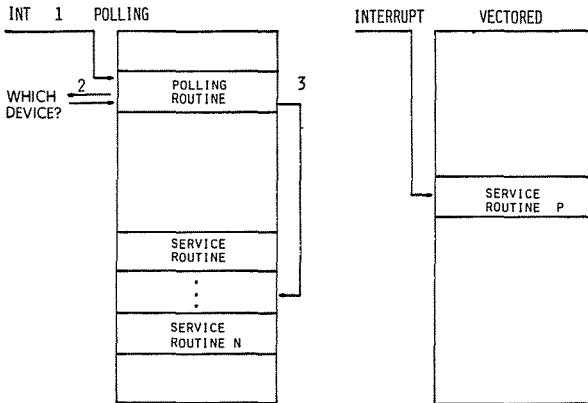 INT 1 POLLING
POLLING
ROUTINE
2
3
WHICH
DEVICE?
SERVICE
ROUTINE
SERVICE
ROUTINE N
INTERRUPT VECTORED
SERVICE
ROUTINE P